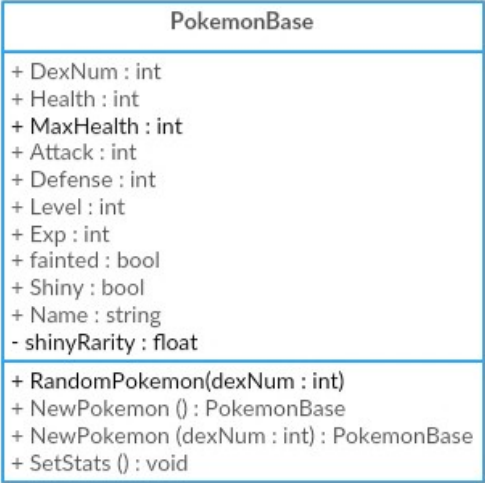 PokemonBase
+ DexNum : int
+ Health : int
+ MaxHealth : int
+ Attack : int
+ Defense : int
+ Level : int
+ Exp : int
+ fainted : bool
+ Shiny : bool
+ Name : string
- shinyRarity : float
+ RandomPokemon(dexNum : int)
+ NewPokemon () : PokemonBase
+ NewPokemon (dexNum : int) : PokemonBase
+ SetStats () : void